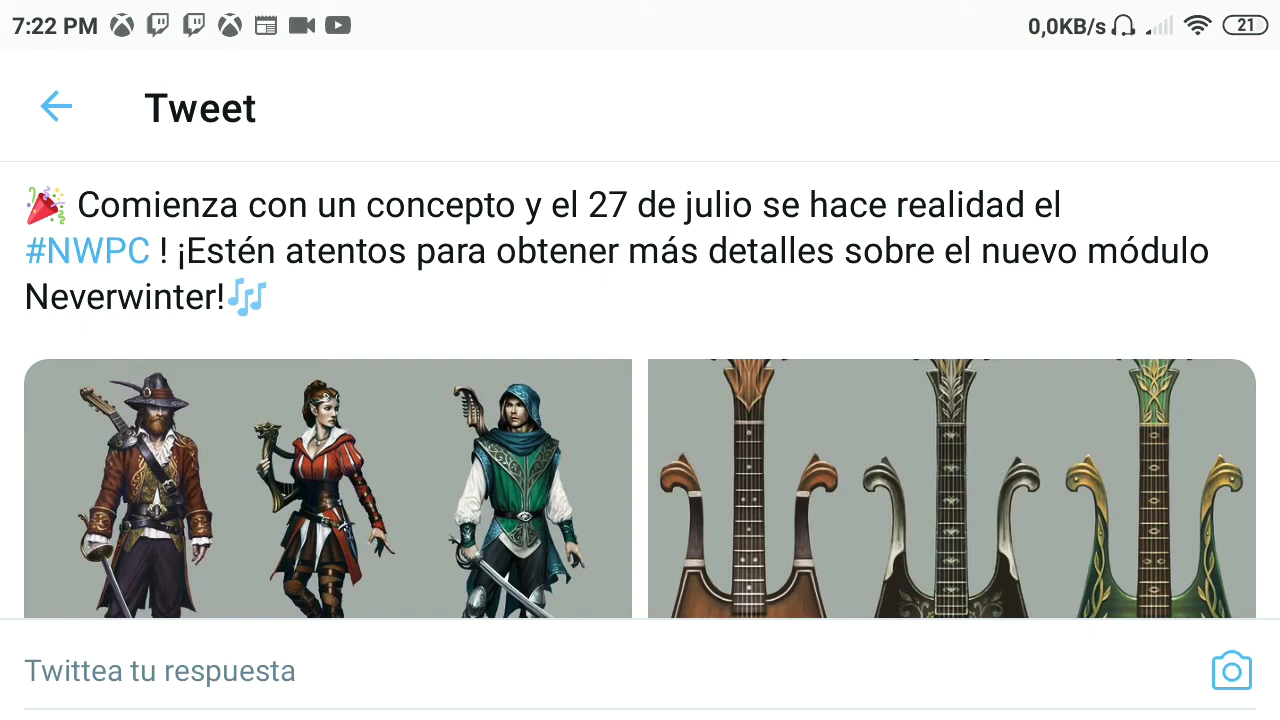 7:22 PM 0,0KB/s 21
Tweet
🎉 Comienza con un concepto y el 27 de julio se hace realidad el
#NWPC ! ¡Estén atentos para obtener más detalles sobre el nuevo módulo
Neverwinter!🎶
Twittea tu respuesta